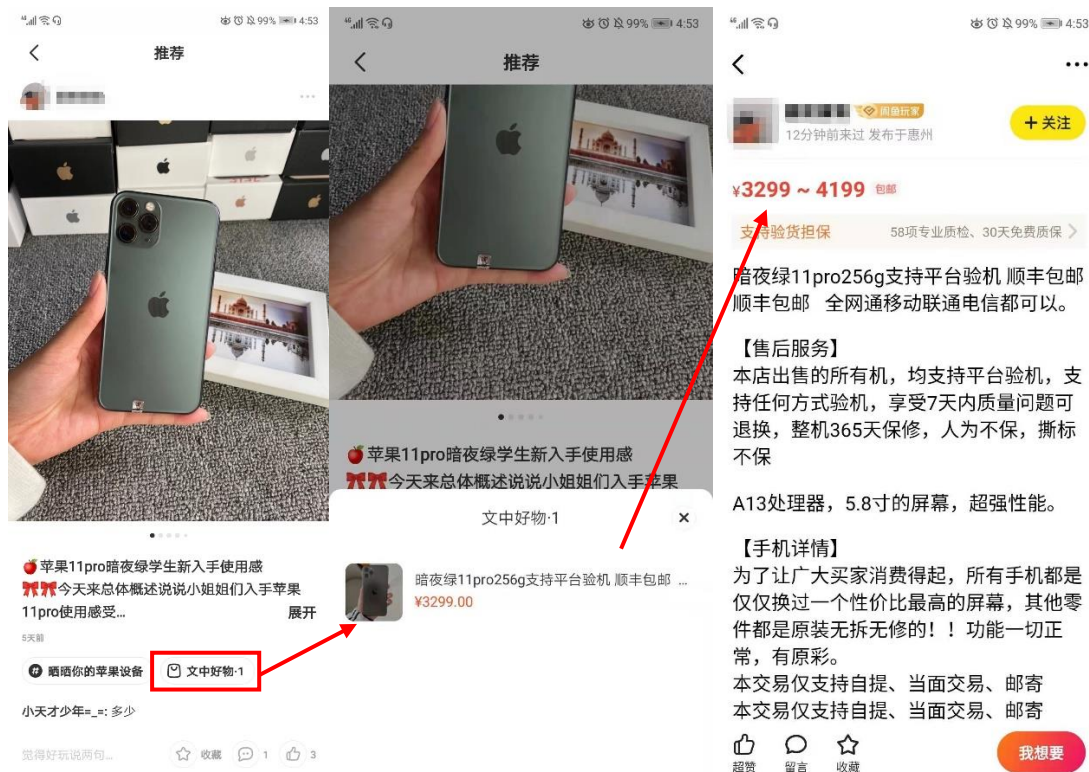 4:53
99%
推荐
苹果11pro暗夜绿学生新入手使用感
今天来总体概述说说小姐姐们入手苹果
11pro使用感受...
展开
5天前
晒晒你的苹果设备
文中好物·1
小天才少年=_=: 多少
觉得好玩说两句...
收藏
1
3
99%
4:53
推荐
苹果11pro暗夜绿学生新入手使用感
今天来总体概述说说小姐姐们入手苹果
文中好物·1
暗夜绿11pro256g支持平台验机 顺丰包邮 ...
¥3299.00
99%
4:53
闲鱼玩家
12分钟前来过 发布于惠州
+ 关注
¥3299 ~ 4199 包邮
支持验货担保
58项专业质检、30天免费质保
暗夜绿11pro256g支持平台验机 顺丰包邮
顺丰包邮 全网通移动联通电信都可以。
【售后服务】
本店出售的所有机，均支持平台验机，支
持任何方式验机，享受7天内质量问题可
退换，整机365天保修，人为不保，撕标
不保
A13处理器，5.8寸的屏幕，超强性能。
【手机详情】
为了让广大买家消费得起，所有手机都是
仅仅换过一个性价比最高的屏幕，其他零
件都是原装无拆无修的！！功能一切正
常，有原彩。
本交易仅支持自提、当面交易、邮寄
本交易仅支持自提、当面交易、邮寄
超赞
留言
收藏
我想要